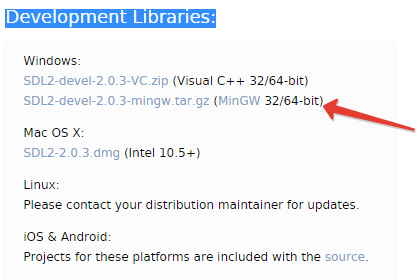 Development Libraries:
Windows:
SDL2-devel-2.0.3-VC.zip (Visual C++ 32/64-bit)
SDL2-devel-2.0.3-mingw.tar.gz (MinGW 32/64-bit)
Mac OS X:
SDL2-2.0.3.dmg (Intel 10.5+)
Linux:
Please contact your distribution maintainer for updates.
iOS & Android:
Projects for these platforms are included with the source.